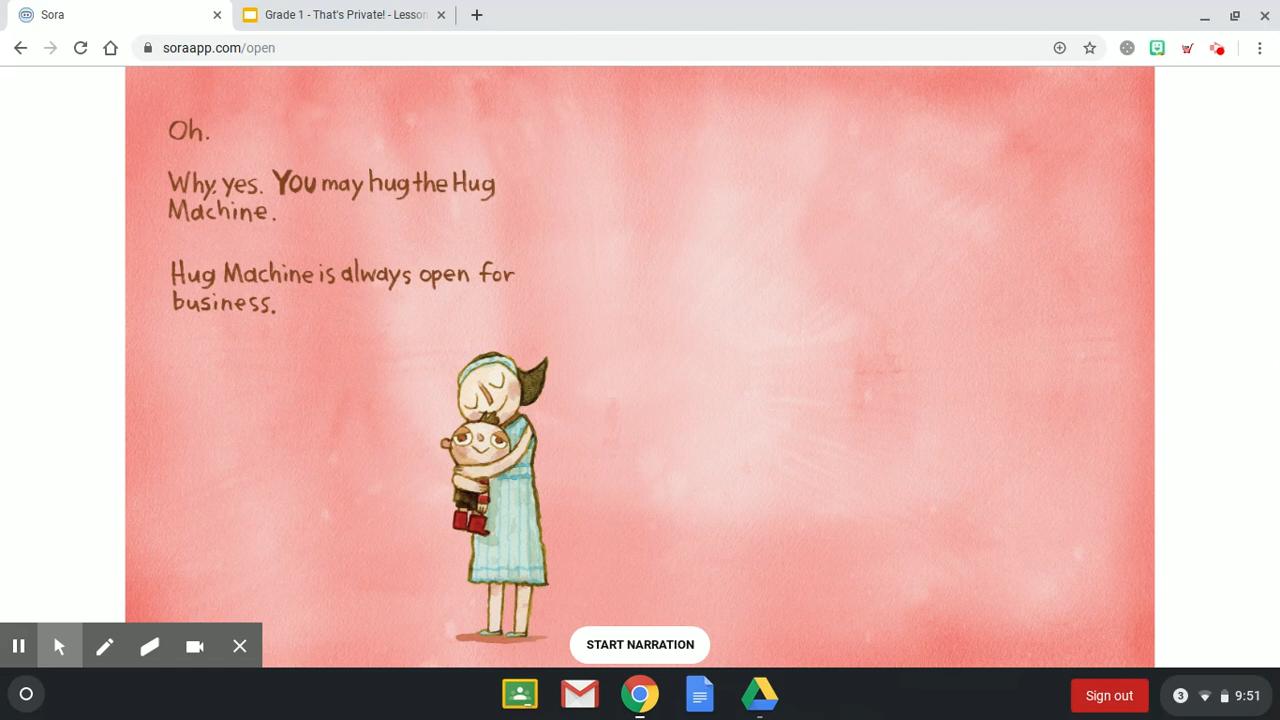 Sora
Grade 1 - That's Private! - Lesson
soraapp.com/open
Oh.
Why, yes. You may hug the Hug
Machine.
Hug Machine is always open for
business.
START NARRATION
Sign out
3
9:51